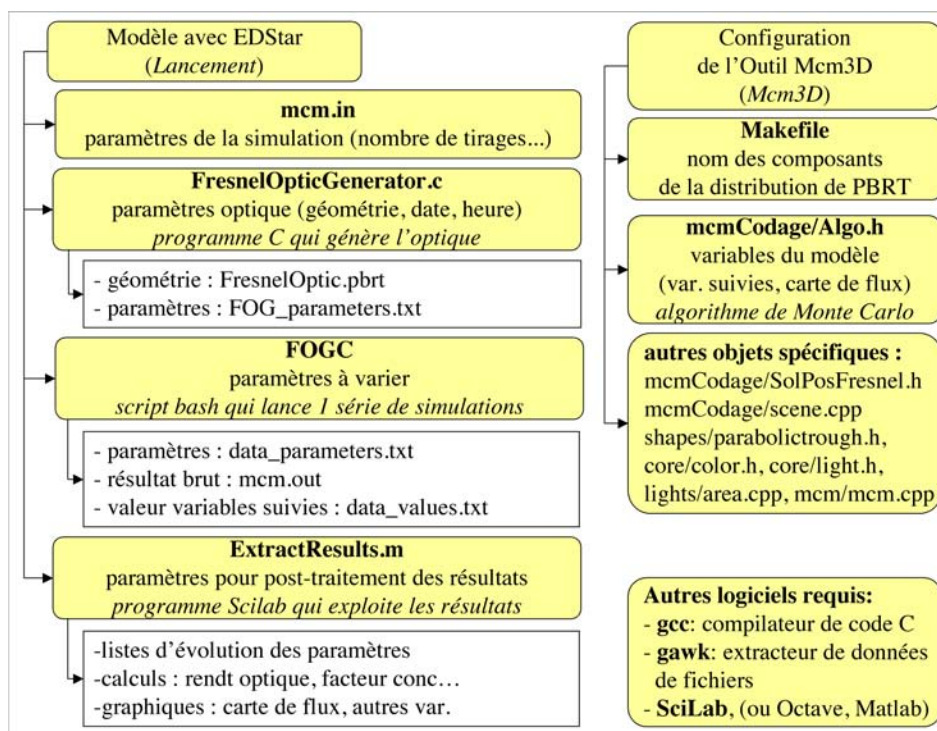 Modèle avec EDStar
(Lancement)
mcm.in
paramètres de la simulation (nombre de tirages...)
FresnelOpticGenerator.c
paramètres optique (géométrie, date, heure)
programme C qui génère l'optique
- géométrie : FresnelOptic.pbrt
- paramètres : FOG_parameters.txt
FOGC
paramètres à varier
script bash qui lance 1 série de simulations
- paramètres : data_parameters.txt
- résultat brut : mcm.out
- valeur variables suivies : data_values.txt
ExtractResults.m
paramètres pour post-traitement des résultats
programme Scilab qui exploite les résultats
-listes d'évolution des paramètres
-calculs : rendt optique, facteur conc…
-graphiques : carte de flux, autres var.
Configuration
de l'Outil Mcm3D
(Mcm3D)
Makefile
nom des composants
de la distribution de PBRT
mcmCodage/Algo.h
variables du modèle
(var. suivies, carte de flux)
algorithme de Monte Carlo
autres objets spécifiques :
mcmCodage/SolPosFresnel.h
mcmCodage/scene.cpp
shapes/parabolictrough.h,
core/color.h, core/light.h,
lights/area.cpp, mcm/mcm.cpp
Autres logiciels requis:
- gcc: compilateur de code C
- gawk: extracteur de données
de fichiers
- SciLab, (ou Octave, Matlab)